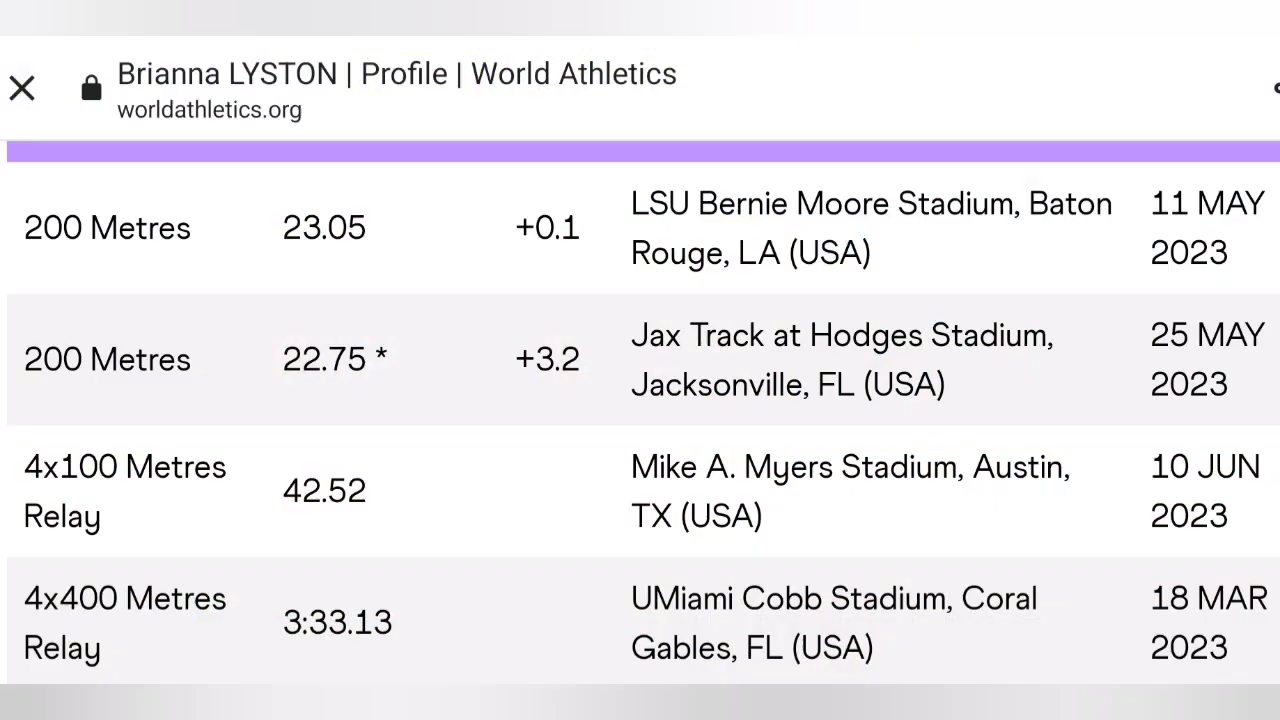 Brianna LYSTON | Profile | World Athletics
worldathletics.org
200 Metres 23.05 +0.1 LSU Bernie Moore Stadium, Baton Rouge, LA (USA) 11 MAY 2023
200 Metres 22.75 * +3.2 Jax Track at Hodges Stadium, Jacksonville, FL (USA) 25 MAY 2023
4x100 Metres Relay 42.52 Mike A. Myers Stadium, Austin, TX (USA) 10 JUN 2023
4x400 Metres Relay 3:33.13 UMiami Cobb Stadium, Coral Gables, FL (USA) 18 MAR 2023